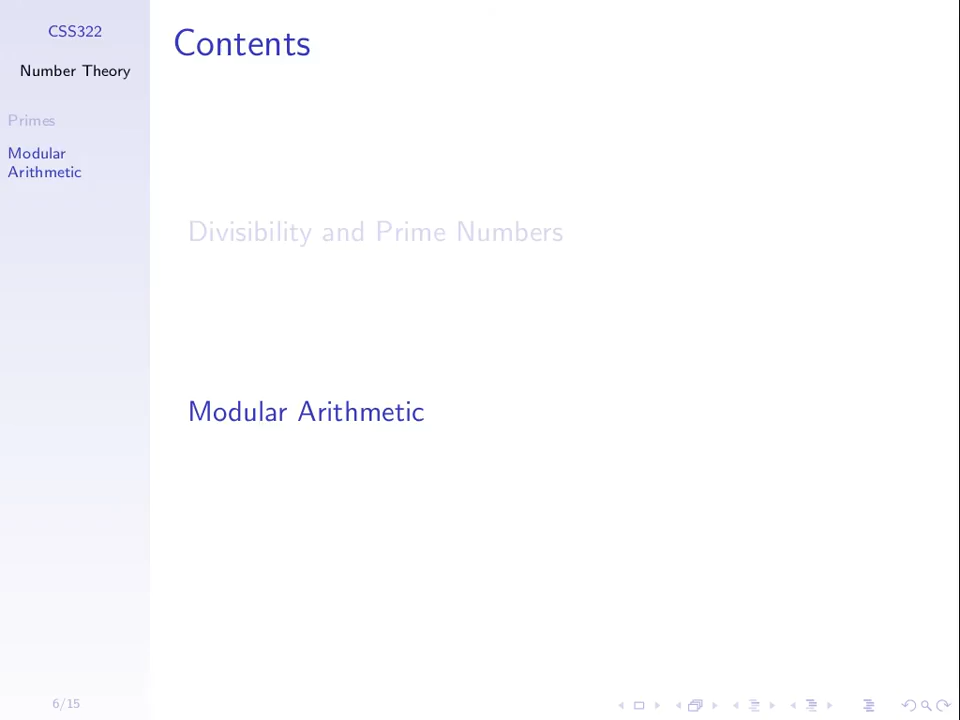 CSS322
Number Theory
Primes
Modular
Arithmetic
Contents
Divisibility and Prime Numbers
Modular Arithmetic
6/15